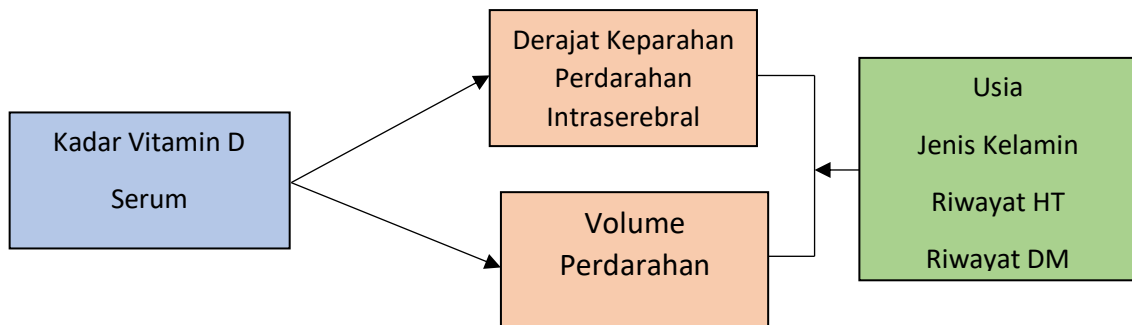 Kadar Vitamin D
Serum
Derajat Keparahan
Perdarahan
Intraserebral
Volume
Perdarahan
Usia
Jenis Kelamin
Riwayat HT
Riwayat DM